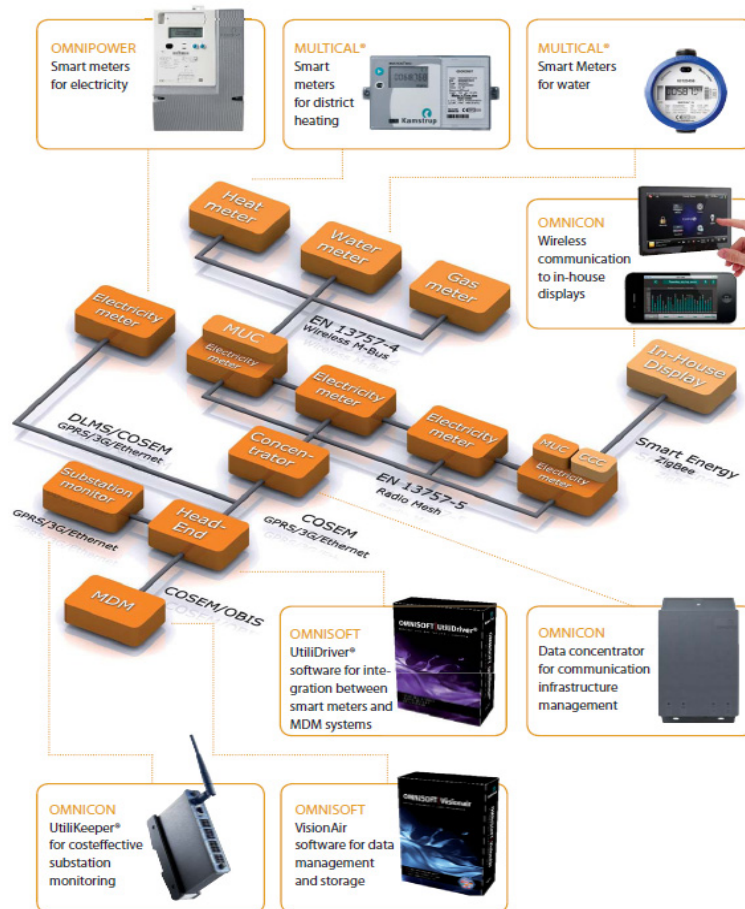 OMNIPOWER
Smart meters
for electricity
MULTICAL®
Smart
meters
for district
heating
Kamstrup
MULTICAL®
Smart Meters
for water
OMNICON
Wireless
communication
to in-house
displays
Heat
meter
Water
meter
Gas
meter
Electricity
meter
EN 13757-4
Wireless M-Bus
MUC
Electricity
meter
Electricity
meter
Electricity
meter
MUC
CCC
Electricity
meter
In-House
Display
Smart Energy
ZigBee
DLMS/COSEM
GPRS/3G/Ethernet
Concen-
trator
EN-13757-5
Radio Mesh
Substation
monitor
GPRS/3G/Ethernet
Head-
End
COSEM
GPRS/3G/Ethernet
MDM
COSEM/OBIS
OMNISOFT
UtiliDriver®
software for inte-
gration between
smart meters and
MDM systems
OMNISOFT UtiliDriver®
OMNICON
Data concentrator
for communication
infrastructure
management
OMNICON
UtiliKeeper®
for costeffective
substation
monitoring
OMNISOFT
VisionAir
software for data
management
and storage
OMNISOFT Visionair